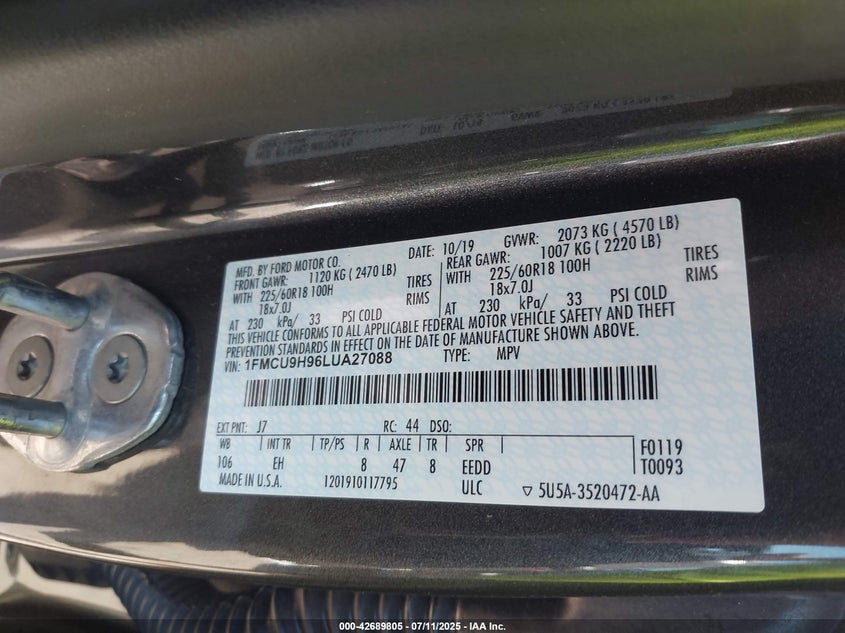 MFD. BY FORD MOTOR CO.
DATE: 10/19 GVWR: 2073 KG ( 4570 LB)
FRONT GAWR: 1120 KG ( 2470 LB) REAR GAWR: 1007 KG ( 2220 LB)
WITH 225/60R18 100H TIRES WITH 225/60R18 100H TIRES
18x7.0J RIMS 18x7.0J RIMS
AT 230 kPa/ 33 PSI COLD AT 230 kPa/ 33 PSI COLD
THIS VEHICLE CONFORMS TO ALL APPLICABLE FEDERAL MOTOR VEHICLE SAFETY AND THEFT
PREVENTION STANDARDS IN EFFECT ON THE DATE OF MANUFACTURE SHOWN ABOVE.
VIN: 1FMCU9H96LUA27088 TYPE: MPV
EXT PNT: J7 RC: 44 DSO:
WB INT TR TP/PS R AXLE TR SPR F0119
106 EH 8 47 8 EEDD T0093
MADE IN U.S.A. 1201910117795 ULC ▽ 5U5A-3520472-AA
000-42689805 - 07/11/2025 - IAA Inc.